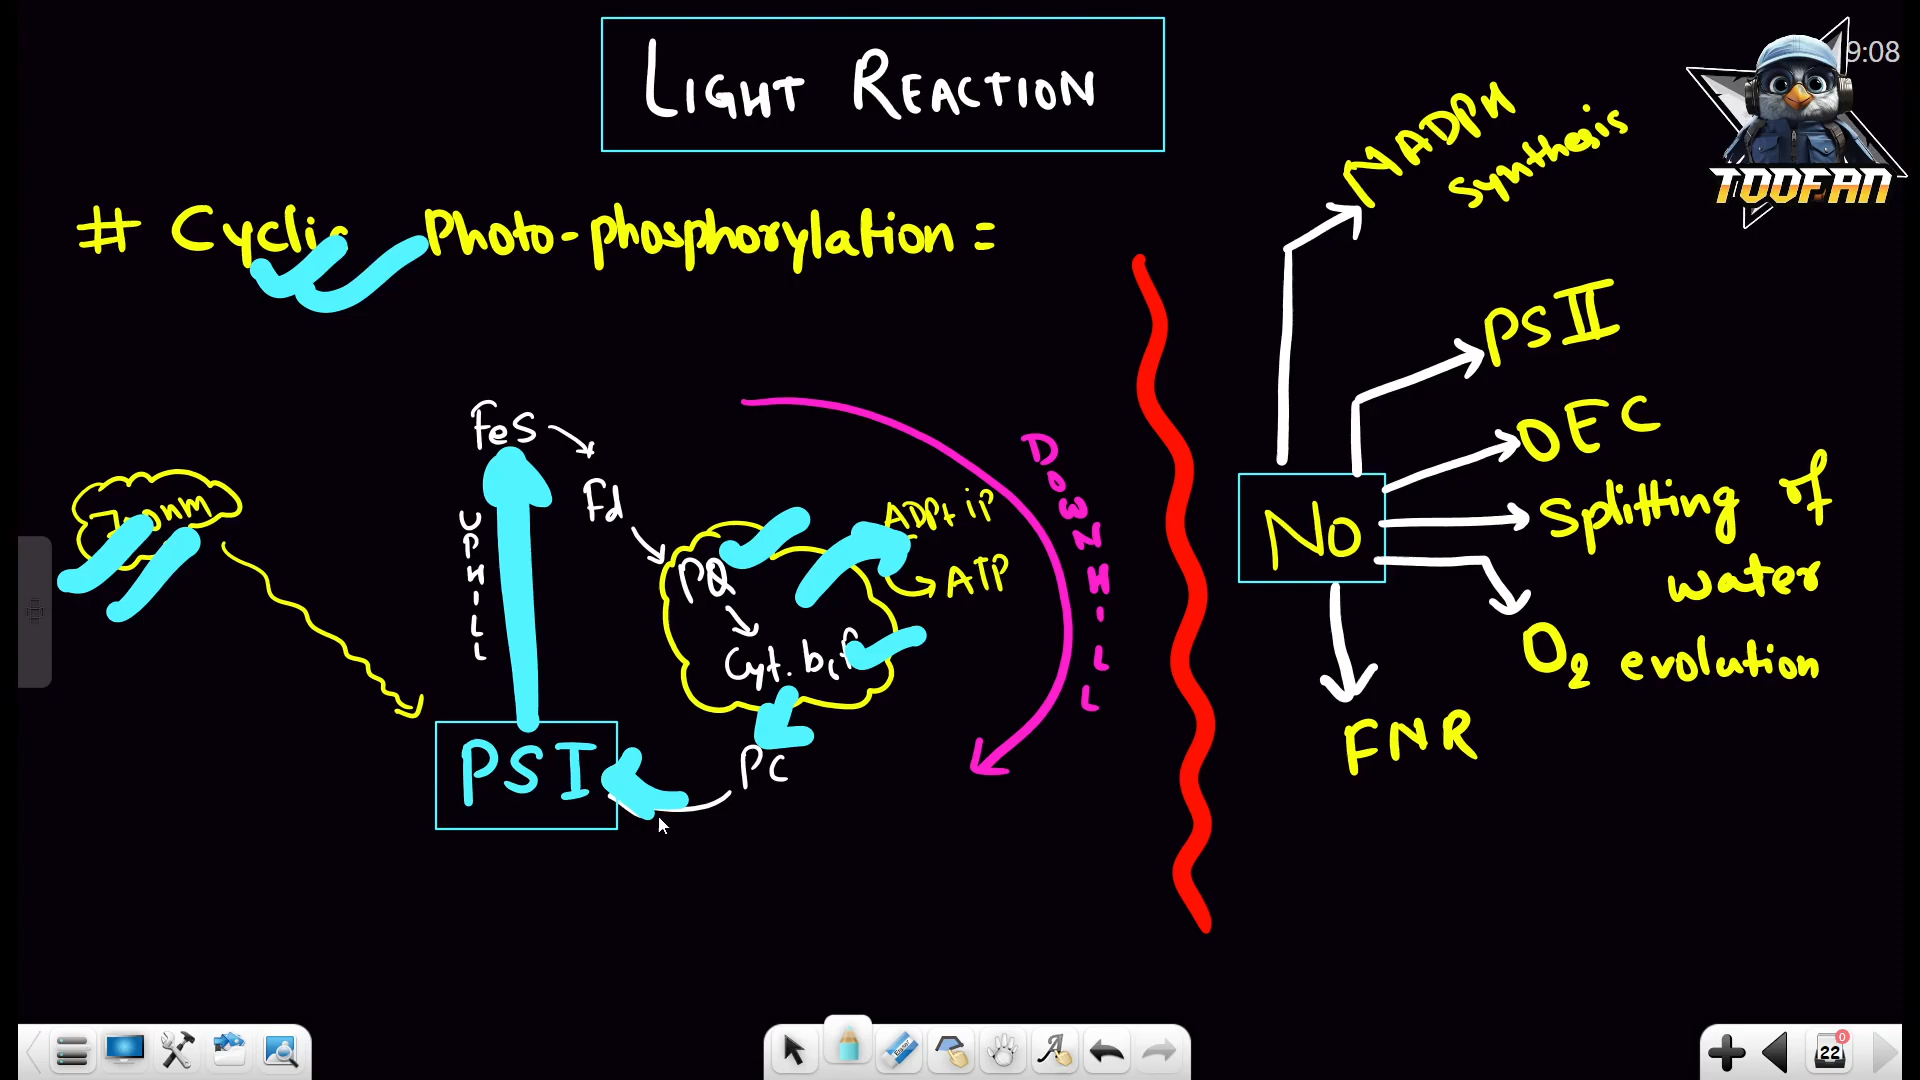 LIGHT REACTION
9:08
TOOFAN
# Cyclic Photo-phosphorylation =
NADPH
synthesis
PS II
OEC
Splitting of
water
O2 evolution
No
FNR
FeS
Fd
UPHILL
DOWNHILL
ADP + iP
ATP
PQ
Cyt. b6f
PC
PS I
22
0